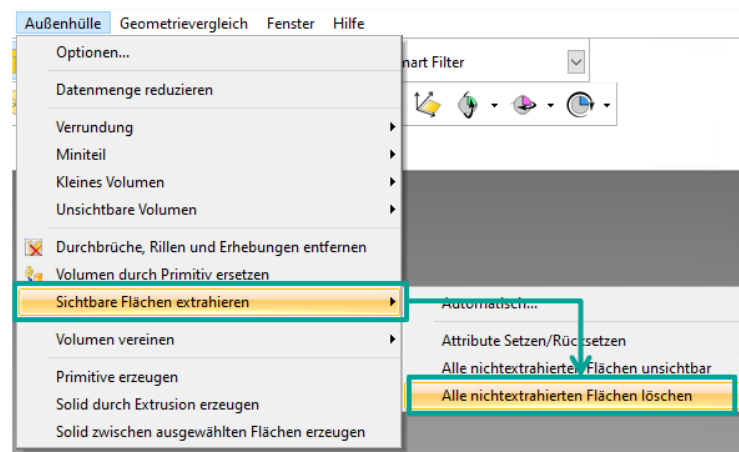 Außenhülle Geometrievergleich Fenster Hilfe
Optionen...
nart Filter
Datenmenge reduzieren
Verrundung
Miniteil
Kleines Volumen
Unsichtbare Volumen
Durchbrüche, Rillen und Erhebungen entfernen
Volumen durch Primitiv ersetzen
Sichtbare Flächen extrahieren
Automatisch...
Volumen vereinen
Attribute Setzen/Rücksetzen
Alle nichtextrahierten Flächen unsichtbar
Primitive erzeugen
Alle nichtextrahierten Flächen löschen
Solid durch Extrusion erzeugen
Solid zwischen ausgewählten Flächen erzeugen